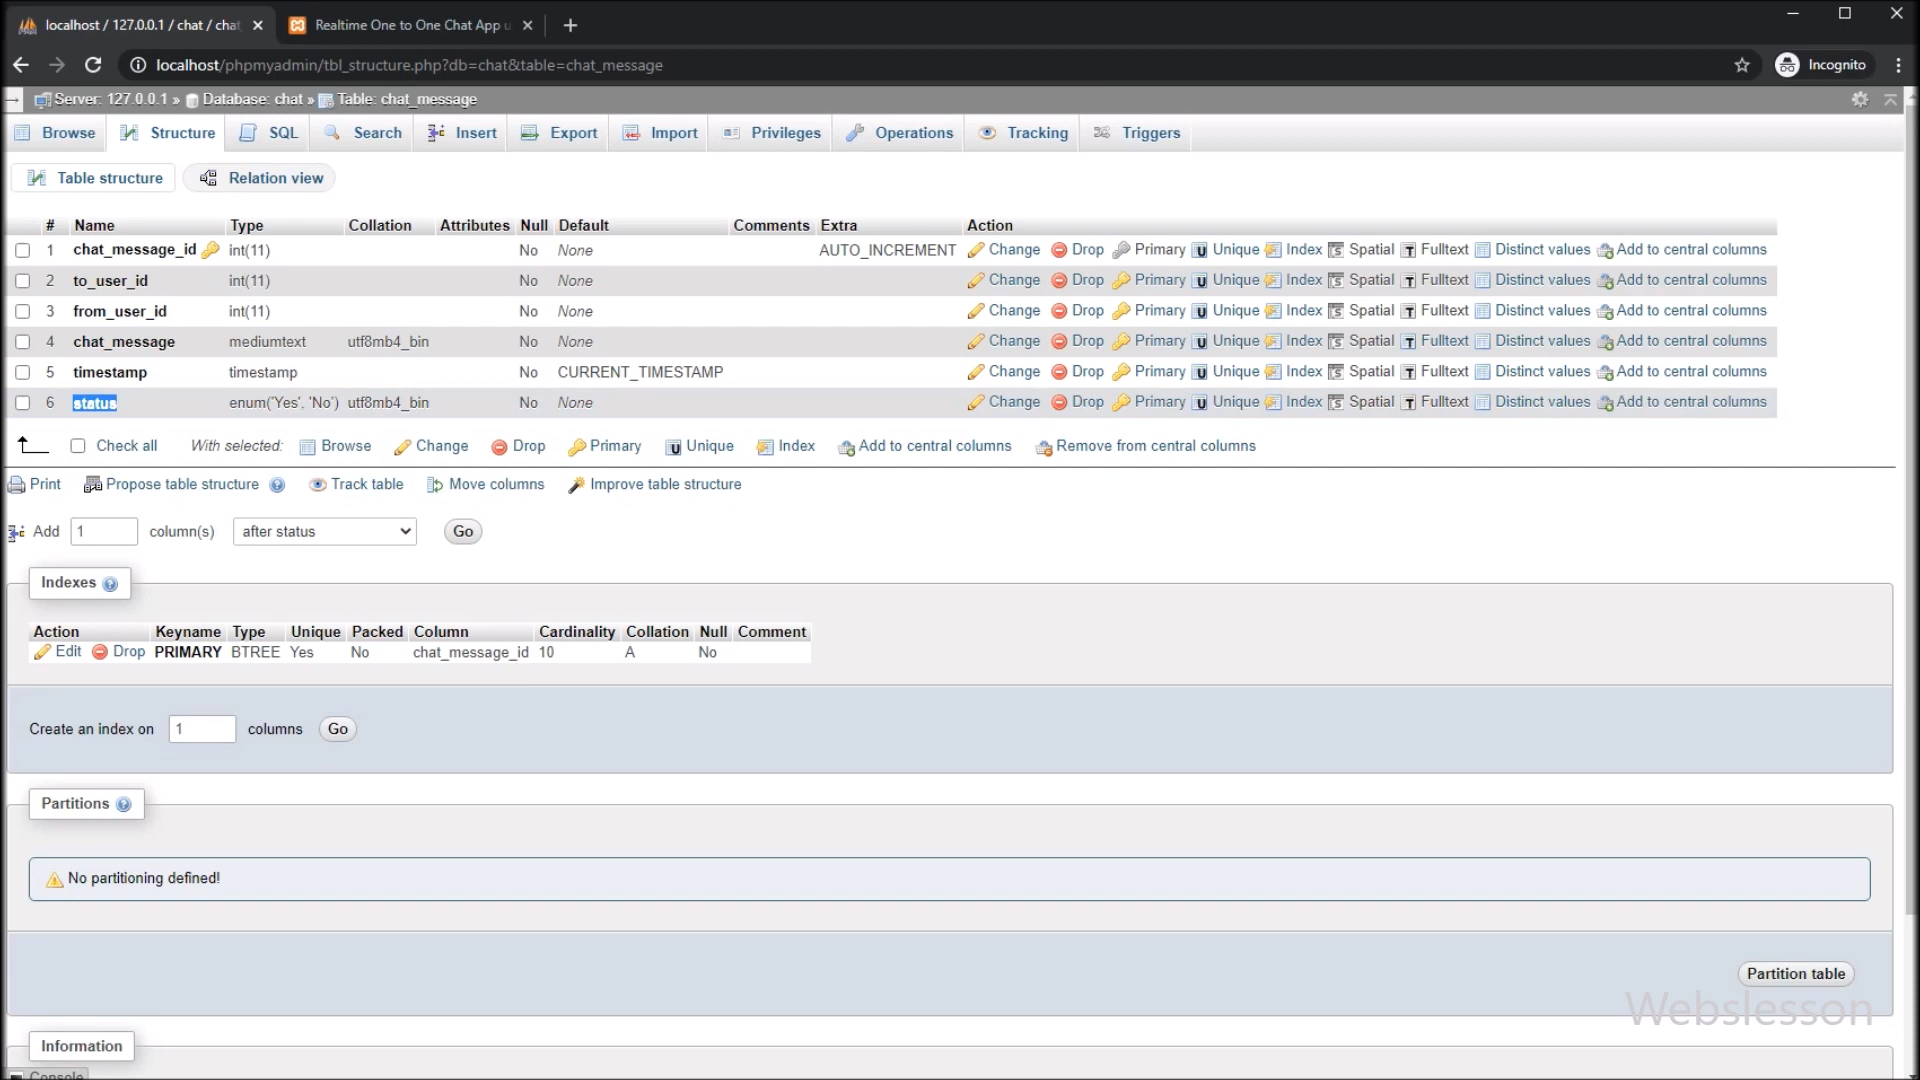 localhost / 127.0.0.1 / chat / chat
Realtime One to One Chat App u
localhost/phpmyadmin/tbl_structure.php?db=chat&table=chat_message
Incognito
Server: 127.0.0.1 » Database: chat » Table: chat_message
Browse Structure SQL Search Insert Export Import Privileges Operations Tracking Triggers
Table structure Relation view
# Name Type Collation Attributes Null Default Comments Extra Action
1 chat_message_id int(11) No None AUTO_INCREMENT Change Drop Primary Unique Index Spatial Fulltext Distinct values Add to central columns
2 to_user_id int(11) No None Change Drop Primary Unique Index Spatial Fulltext Distinct values Add to central columns
3 from_user_id int(11) No None Change Drop Primary Unique Index Spatial Fulltext Distinct values Add to central columns
4 chat_message mediumtext utf8mb4_bin No None Change Drop Primary Unique Index Spatial Fulltext Distinct values Add to central columns
5 timestamp timestamp No CURRENT_TIMESTAMP Change Drop Primary Unique Index Spatial Fulltext Distinct values Add to central columns
6 status enum('Yes', 'No') utf8mb4_bin No None Change Drop Primary Unique Index Spatial Fulltext Distinct values Add to central columns
Check all With selected: Browse Change Drop Primary Unique Index Add to central columns Remove from central columns
Print Propose table structure Track table Move columns Improve table structure
Add 1 column(s) after status Go
Indexes
Action Keyname Type Unique Packed Column Cardinality Collation Null Comment
Edit Drop PRIMARY BTREE Yes No chat_message_id 10 A No
Create an index on 1 columns Go
Partitions
No partitioning defined!
Partition table
Webslesson
Information
Console